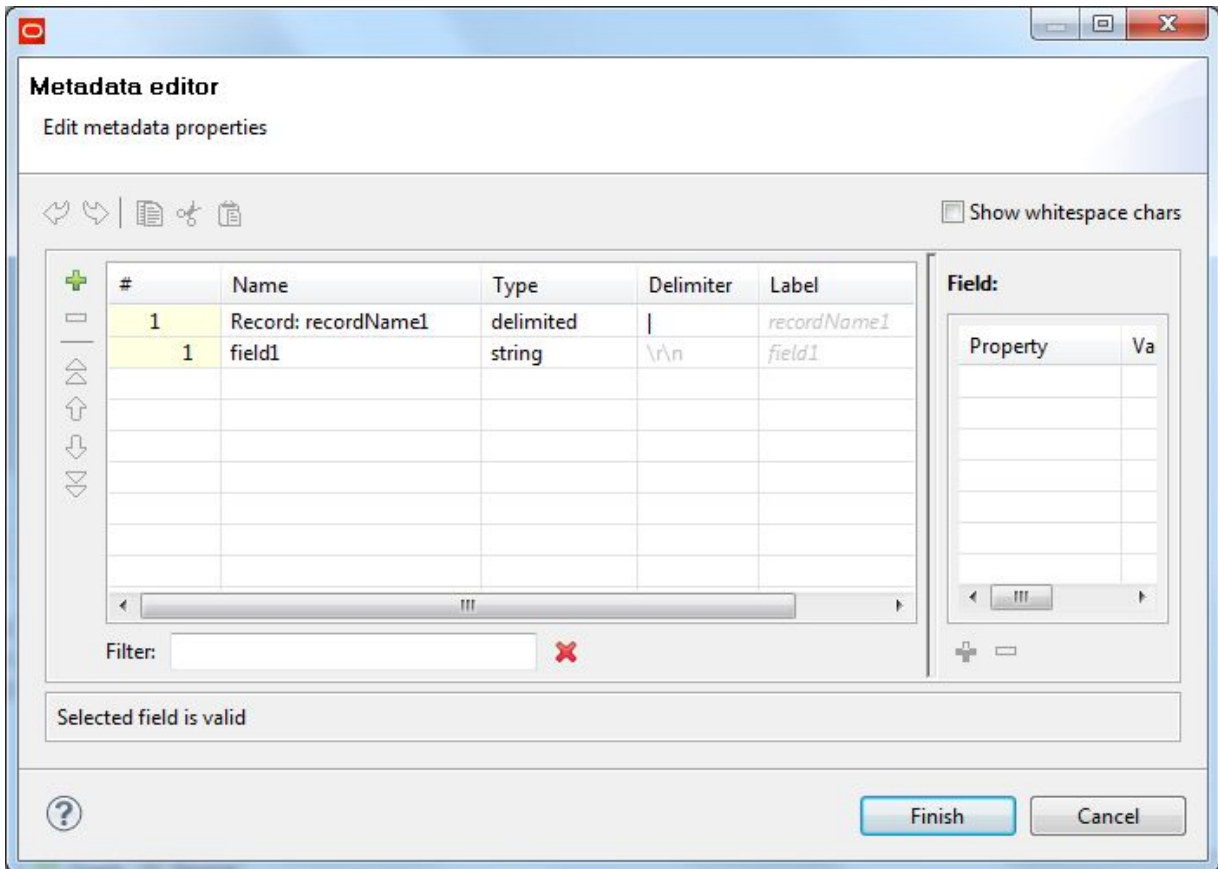 Metadata editor
Edit metadata properties
Show whitespace chars
# Name Type Delimiter Label
1 Record: recordName1 delimited | recordName1
1 field1 string \r\n field1
Field:
Property Va
Filter:
Selected field is valid
Finish Cancel